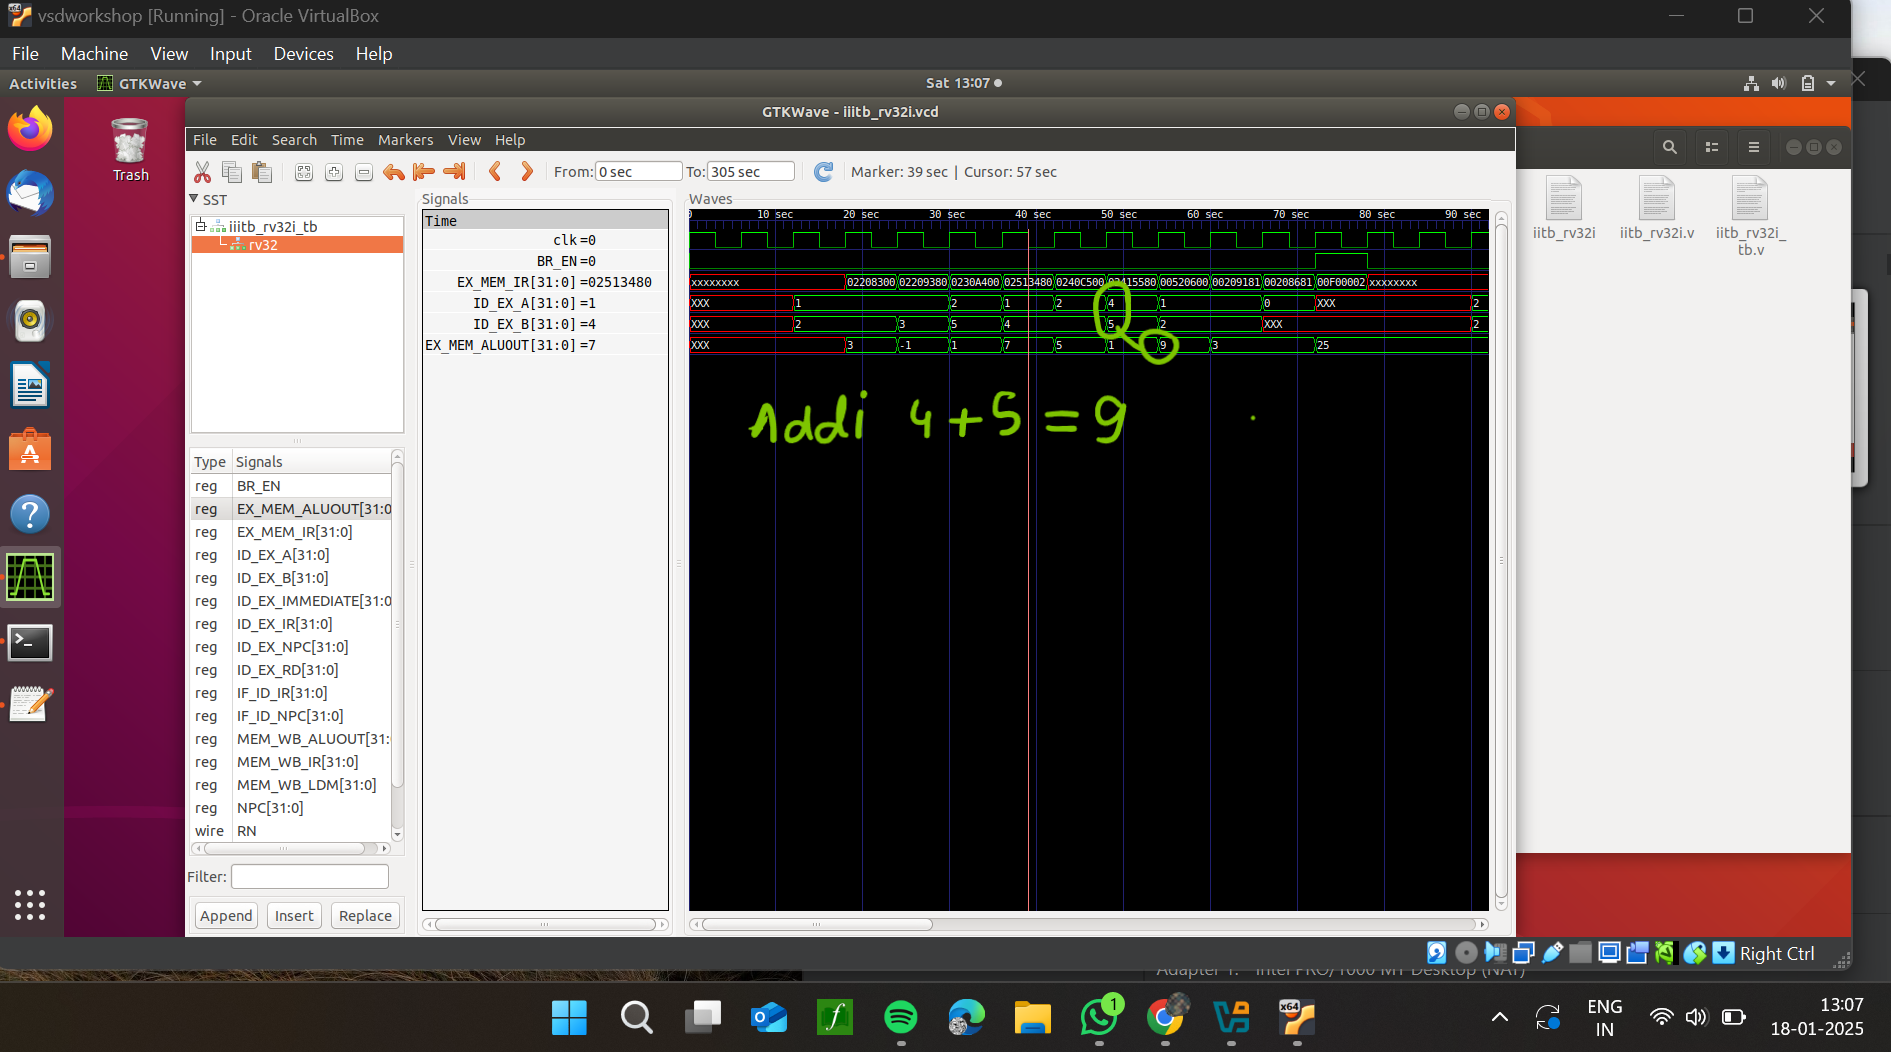 vsdworkshop [Running] - Oracle VirtualBox
File Machine View Input Devices Help
Activities GTKWave Sat 13:07
GTKWave - iiitb_rv32i.vcd
File Edit Search Time Markers View Help
From: 0 sec To: 305 sec Marker: 39 sec | Cursor: 57 sec
Trash
SST
iiitb_rv32i_tb
rv32
Type Signals
reg BR_EN
reg EX_MEM_ALUOUT[31:0
reg EX_MEM_IR[31:0]
reg ID_EX_A[31:0]
reg ID_EX_B[31:0]
reg ID_EX_IMMEDIATE[31:0
reg ID_EX_IR[31:0]
reg ID_EX_NPC[31:0]
reg ID_EX_RD[31:0]
reg IF_ID_IR[31:0]
reg IF_ID_NPC[31:0]
reg MEM_WB_ALUOUT[31:
reg MEM_WB_IR[31:0]
reg MEM_WB_LDM[31:0]
reg NPC[31:0]
wire RN
Filter:
Append Insert Replace
Signals
Time
clk=0
BR_EN=0
EX_MEM_IR[31:0]=02513480
ID_EX_A[31:0]=1
ID_EX_B[31:0]=4
EX_MEM_ALUOUT[31:0]=7
Waves
0 10 sec 20 sec 30 sec 40 sec 50 sec 60 sec 70 sec 80 sec 90 sec
xxxxxxxx 02208300 02209380 0230A400 02513480 0240C500 02415580 00520600 00209181 00208681 00F00002 xxxxxxxx
XXX 1 2 1 2 4 1 0 XXX 2
XXX 2 3 5 4 5 2 XXX 2
XXX 3 -1 1 7 5 1 9 3 25
Addi 4+5=9
iitb_rv32i iiitb_rv32i.v iiitb_rv32i_
tb.v
Right Ctrl
Adapter 1: Intel PRO/1000 MT Desktop (NAT)
1
x64
ENG
IN
13:07
18-01-2025